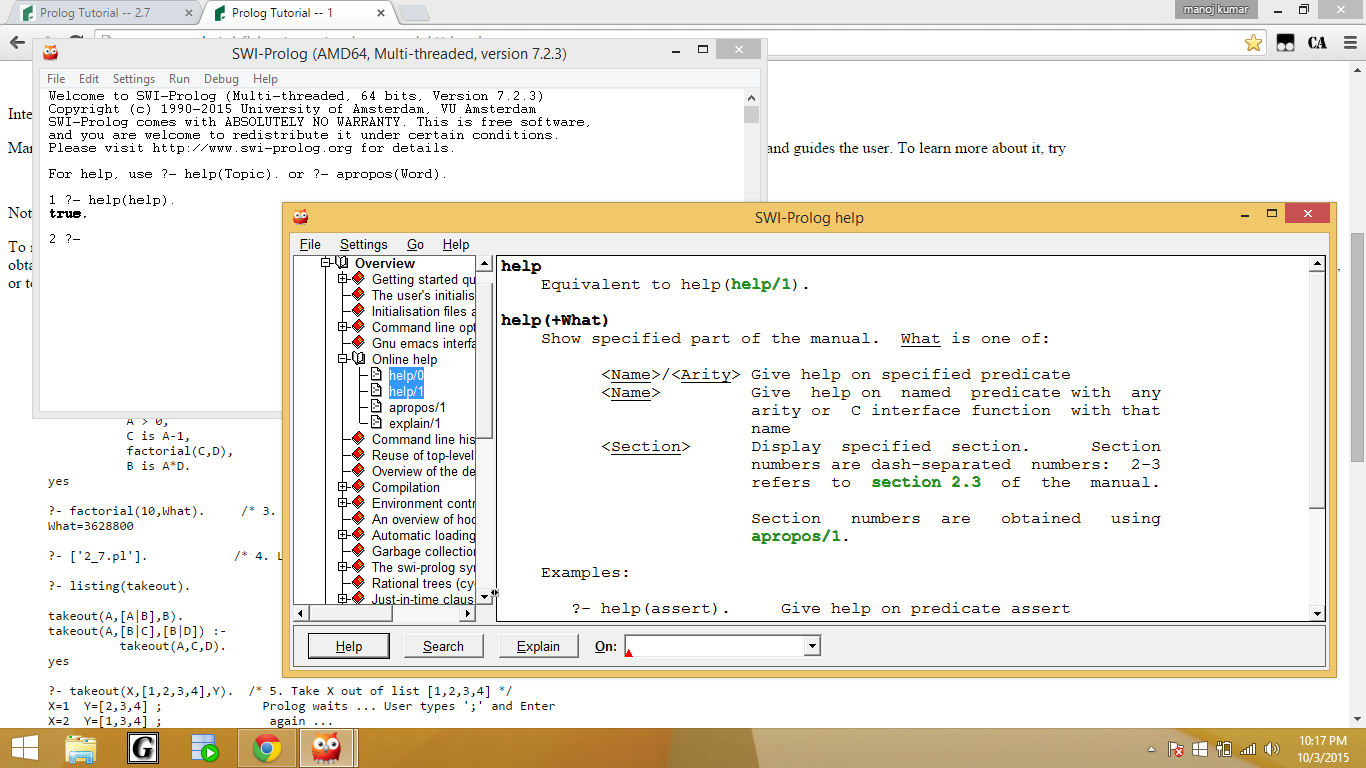 Prolog Tutorial -- 2.7
Prolog Tutorial -- 1
manoj kumar
CA
SWI-Prolog (AMD64, Multi-threaded, version 7.2.3)
File Edit Settings Run Debug Help
Welcome to SWI-Prolog (Multi-threaded, 64 bits, Version 7.2.3)
Copyright (c) 1990-2015 University of Amsterdam, VU Amsterdam
SWI-Prolog comes with ABSOLUTELY NO WARRANTY. This is free software,
and you are welcome to redistribute it under certain conditions.
Please visit http://www.swi-prolog.org for details.
For help, use ?- help(Topic). or ?- apropos(Word).
1 ?- help(help).
true.
2 ?-
Inte
Man
and guides the user. To learn more about it, try
Not
To r
obta
or to
SWI-Prolog help
File Settings Go Help
Overview
Getting started qu
The user's initialis
Initialisation files a
Command line opt
Gnu emacs interfa
Online help
help/0
help/1
apropos/1
explain/1
Command line his
Reuse of top-level
Overview of the de
Compilation
Environment contr
An overview of hoo
Automatic loading
Garbage collection
The swi-prolog syn
Rational trees (cyc
Just-in-time claus
help
Equivalent to help(help/1).
help(+What)
Show specified part of the manual. What is one of:
<Name>/<Arity> Give help on specified predicate
<Name> Give help on named predicate with any
arity or C interface function with that
name
<Section> Display specified section. Section
numbers are dash-separated numbers: 2-3
refers to section 2.3 of the manual.
Section numbers are obtained using
apropos/1.
Examples:
?- help(assert). Give help on predicate assert
Help Search Explain On:
A > 0,
C is A-1,
factorial(C,D),
B is A*D.
yes
?- factorial(10,What). /* 3.
What=3628800
?- ['2_7.pl']. /* 4. L
?- listing(takeout).
takeout(A,[A|B],B).
takeout(A,[B|C],[B|D]) :-
takeout(A,C,D).
yes
?- takeout(X,[1,2,3,4],Y). /* 5. Take X out of list [1,2,3,4] */
X=1 Y=[2,3,4] ; Prolog waits ... User types ';' and Enter
X=2 Y=[1,3,4] ; again ...
G
10:17 PM
10/3/2015